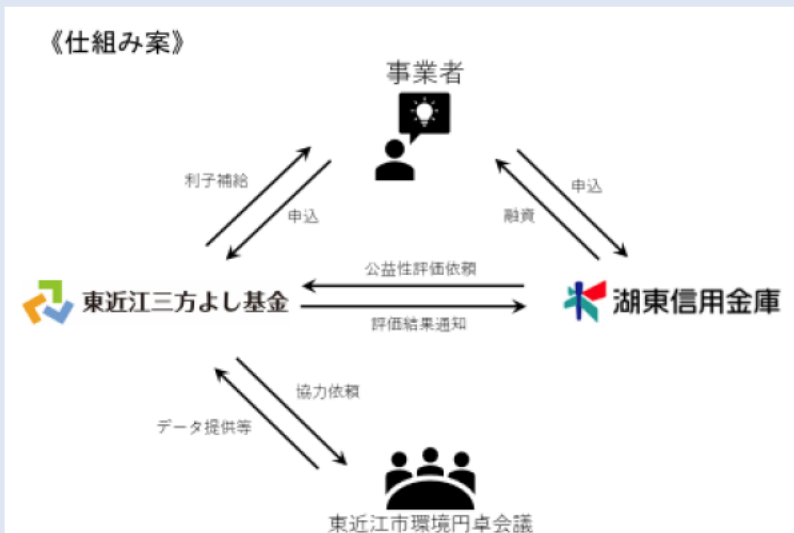 《仕組み案》
事業者
利子補給
申込
申込
融資
公益性評価依頼
東近江三方よし基金
湖東信用金庫
評価結果通知
協力依頼
データ提供等
東近江市環境円卓会議